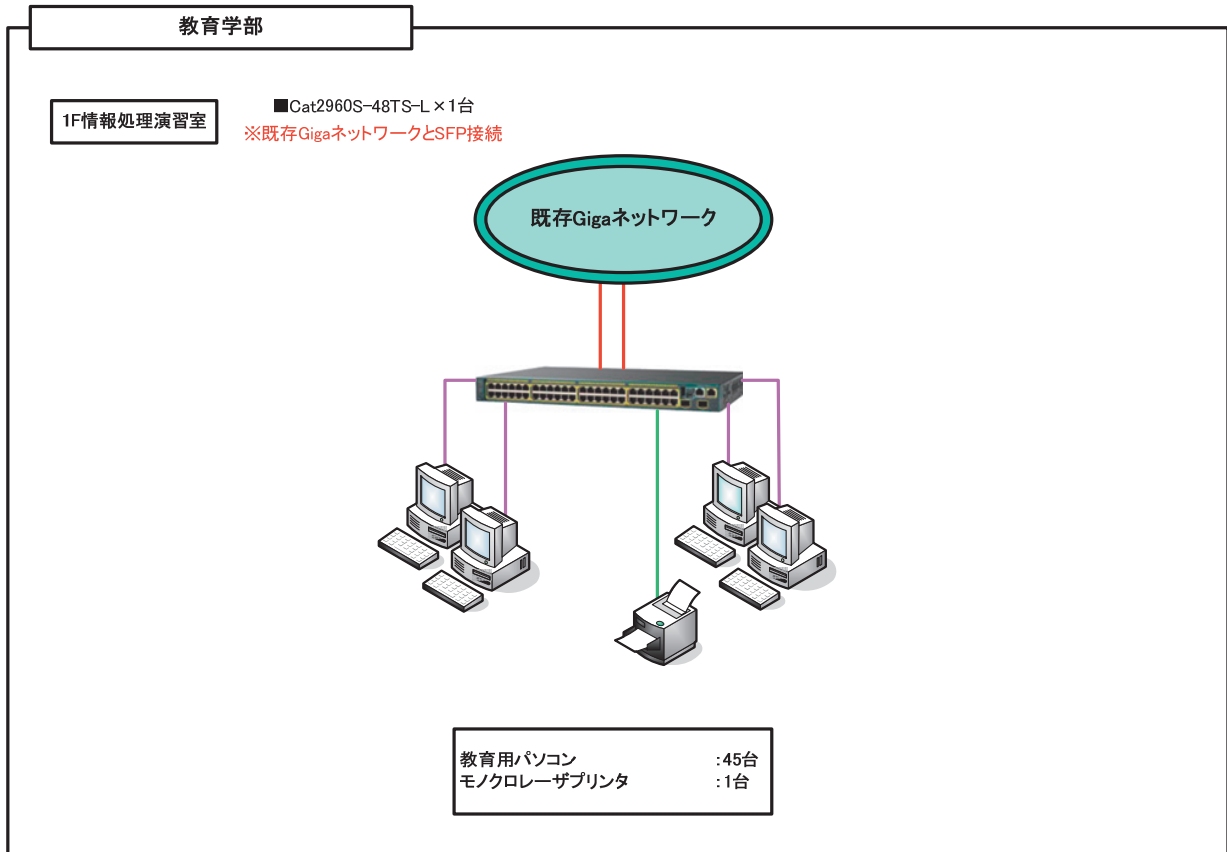 教育学部
1F情報処理演習室
■Cat2960S-48TS-L×1台
※既存GigaネットワークとSFP接続
既存Gigaネットワーク
教育用パソコン :45台
モノクロレーザプリンタ :1台